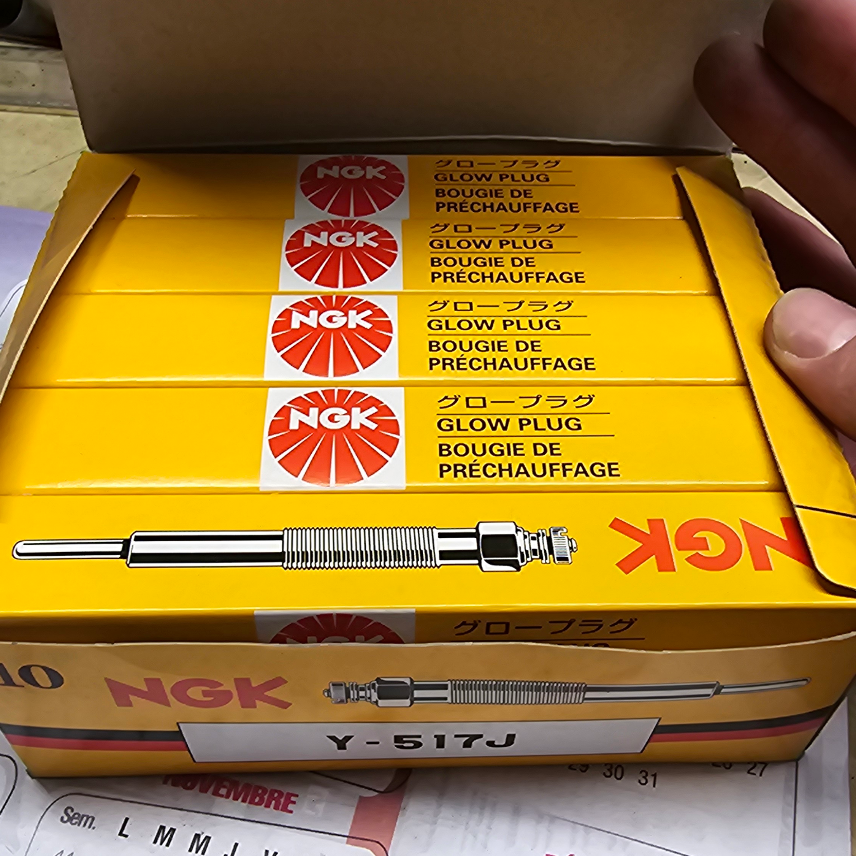 NGK
グロープラグ
GLOW PLUG
BOUGIE DE
PRÉCHAUFFAGE
NGK
グロープラグ
GLOW PLUG
BOUGIE DE
PRÉCHAUFFAGE
NGK
グロープラグ
GLOW PLUG
BOUGIE DE
PRÉCHAUFFAGE
NGK
グロープラグ
GLOW PLUG
BOUGIE DE
PRÉCHAUFFAGE
NGK
NGK
グロープラグ
10
NGK
Y-517J
29 30 31
26 27
NOVEMBRE
Sem. L M M J V